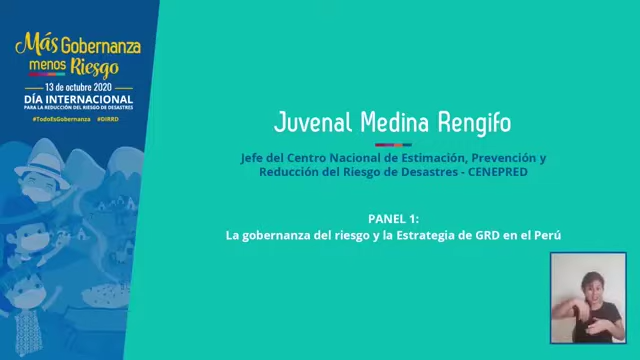 Más Gobernanza
menos Riesgo
13 de octubre 2020
DÍA INTERNACIONAL
PARA LA REDUCCIÓN DEL RIESGO DE DESASTRES
#TodoEsGobernanza #DIRRD
Juvenal Medina Rengifo
Jefe del Centro Nacional de Estimación, Prevención y
Reducción del Riesgo de Desastres - CENEPRED
PANEL 1:
La gobernanza del riesgo y la Estrategia de GRD en el Perú